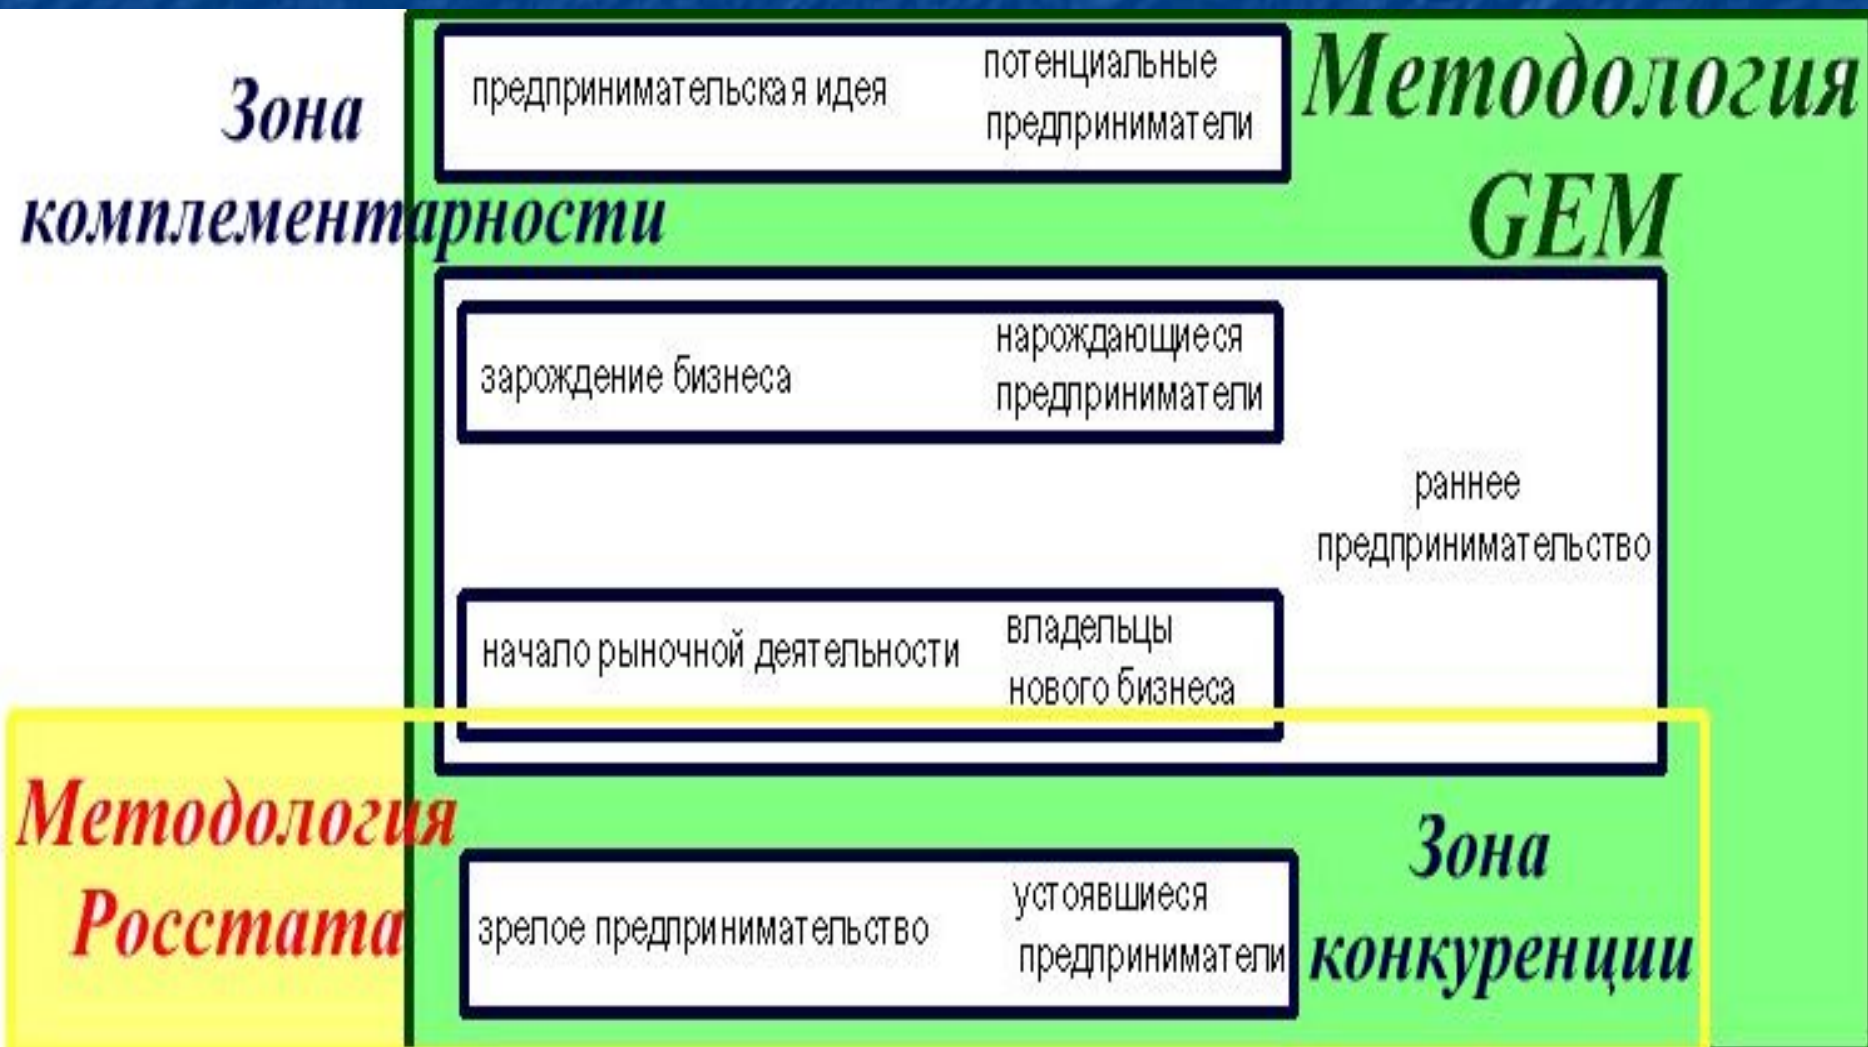 Зона
комплементарности
предпринимательская идея
потенциальные
предприниматели
Методология
GEM
зарождение бизнеса
нарождающиеся
предприниматели
раннее
предпринимательство
начало рыночной деятельности
владельцы
нового бизнеса
Методология
Росстата
зрелое предпринимательство
устоявшиеся
предприниматели
Зона
конкуренции